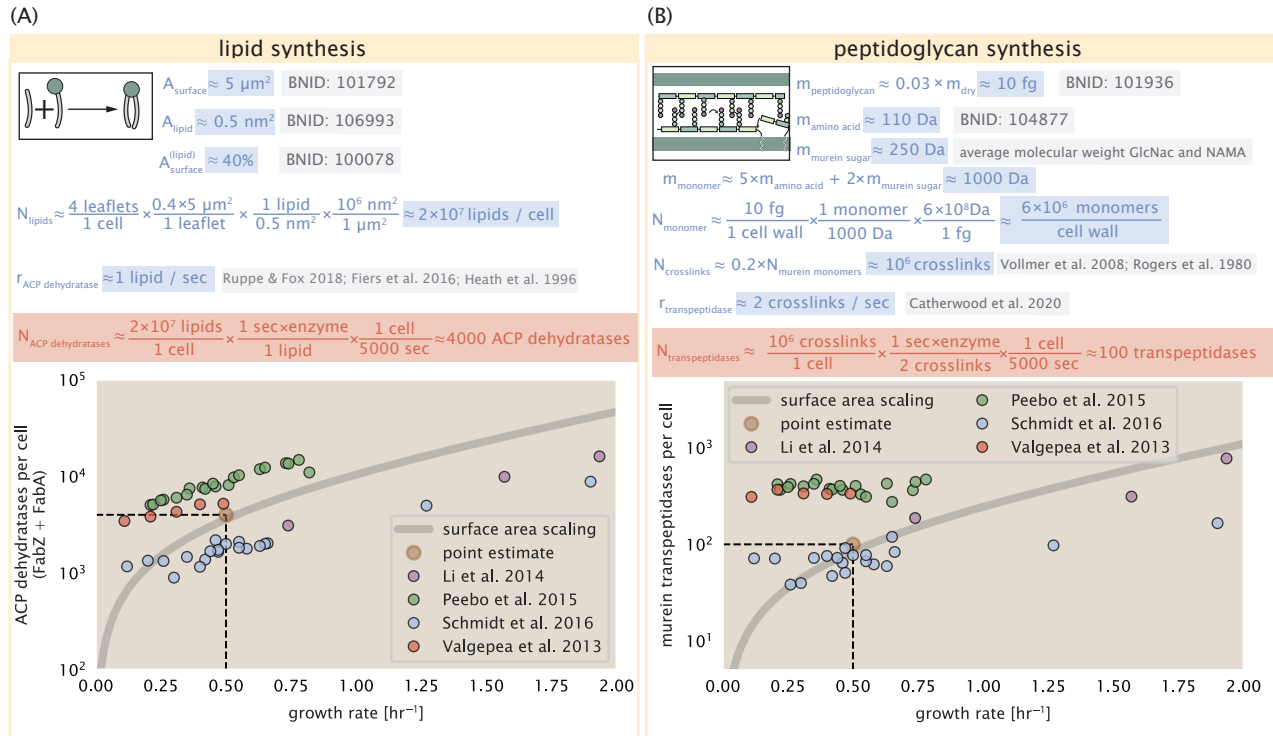 (A)
lipid synthesis
A_surface ≈ 5 µm² BNID: 101792
A_lipid ≈ 0.5 nm² BNID: 106993
A_surface^(lipid) ≈ 40% BNID: 100078
N_lipids ≈ 4 leaflets/1 cell × 0.4×5 µm²/1 leaflet × 1 lipid/0.5 nm² × 10⁶ nm²/1 µm² ≈ 2×10⁷ lipids / cell
r_ACP dehydratase ≈ 1 lipid / sec Ruppe & Fox 2018; Fiers et al. 2016; Heath et al. 1996
N_ACP dehydratases ≈ 2×10⁷ lipids/1 cell × 1 sec×enzyme/1 lipid × 1 cell/5000 sec ≈4000 ACP dehydratases
ACP dehydratases per cell
(FabZ + FabA)
10⁵
10⁴
10³
10²
surface area scaling
point estimate
Li et al. 2014
Peebo et al. 2015
Schmidt et al. 2016
Valgepea et al. 2013
0.00 0.25 0.50 0.75 1.00 1.25 1.50 1.75 2.00
growth rate [hr⁻¹]
(B)
peptidoglycan synthesis
m_peptidoglycan ≈ 0.03 × m_dry ≈ 10 fg BNID: 101936
m_amino acid ≈ 110 Da BNID: 104877
m_murein sugar ≈ 250 Da average molecular weight GlcNac and NAMA
m_monomer ≈ 5×m_amino acid + 2×m_murein sugar ≈ 1000 Da
N_monomer ≈ 10 fg/1 cell wall × 1 monomer/1000 Da × 6×10⁸Da/1 fg ≈ 6×10⁶ monomers/cell wall
N_crosslinks ≈ 0.2×N_murein monomers ≈ 10⁶ crosslinks Vollmer et al. 2008; Rogers et al. 1980
r_transpeptidase ≈ 2 crosslinks / sec Catherwood et al. 2020
N_transpeptidases ≈ 10⁶ crosslinks/1 cell × 1 sec×enzyme/2 crosslinks × 1 cell/5000 sec ≈100 transpeptidases
murein transpeptidases per cell
10³
10²
10¹
surface area scaling
point estimate
Li et al. 2014
Peebo et al. 2015
Schmidt et al. 2016
Valgepea et al. 2013
0.00 0.25 0.50 0.75 1.00 1.25 1.50 1.75 2.00
growth rate [hr⁻¹]